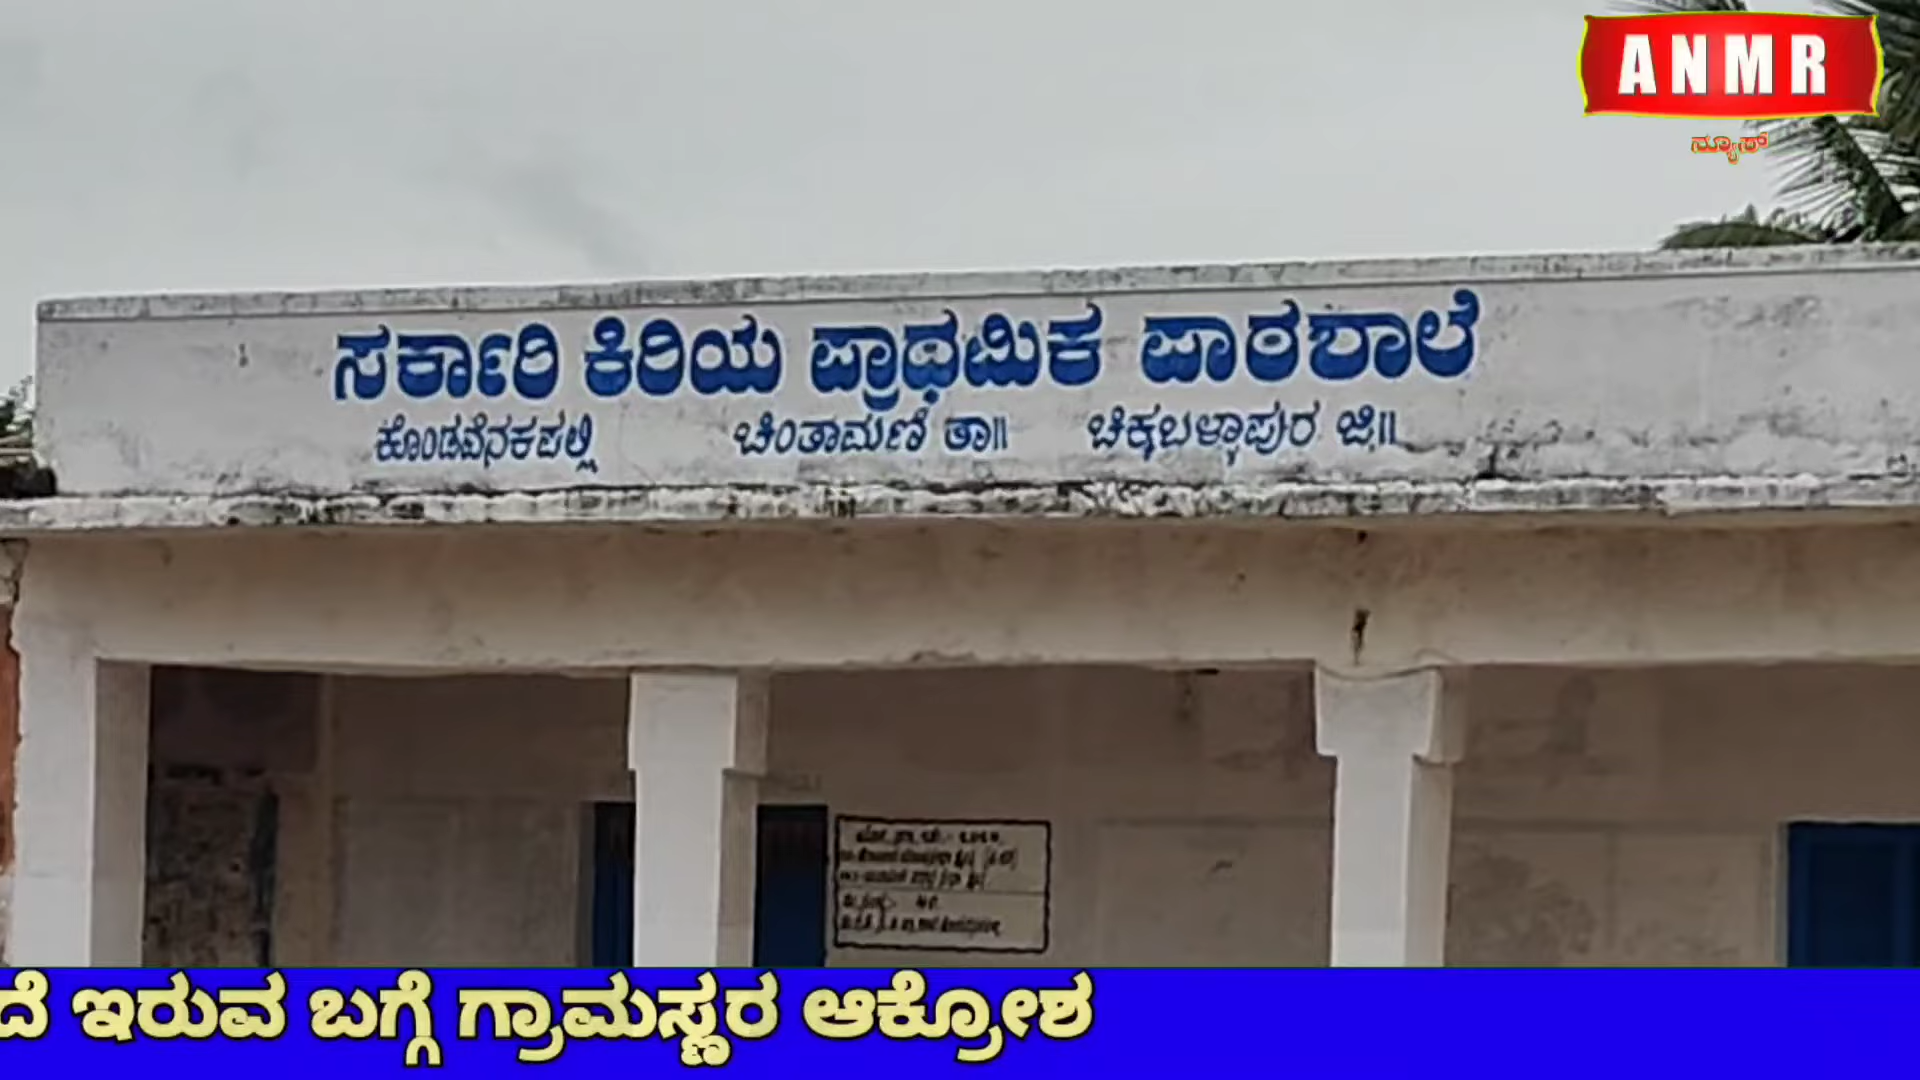 ANMR
ನ್ಯೂಸ್
ಸರ್ಕಾರಿ ಕಿರಿಯ ಪ್ರಾಥಮಿಕ ಪಾಠಶಾಲೆ
ಕೊಂಡವೆನಕಪಲ್ಲಿ ಚಿಂತಾಮಣಿ ತಾ|| ಚಿಕ್ಕಬಳ್ಳಾಪುರ ಜಿ||
ದೆ ಇರುವ ಬಗ್ಗೆ ಗ್ರಾಮಸ್ಥರ ಆಕ್ರೋಶ